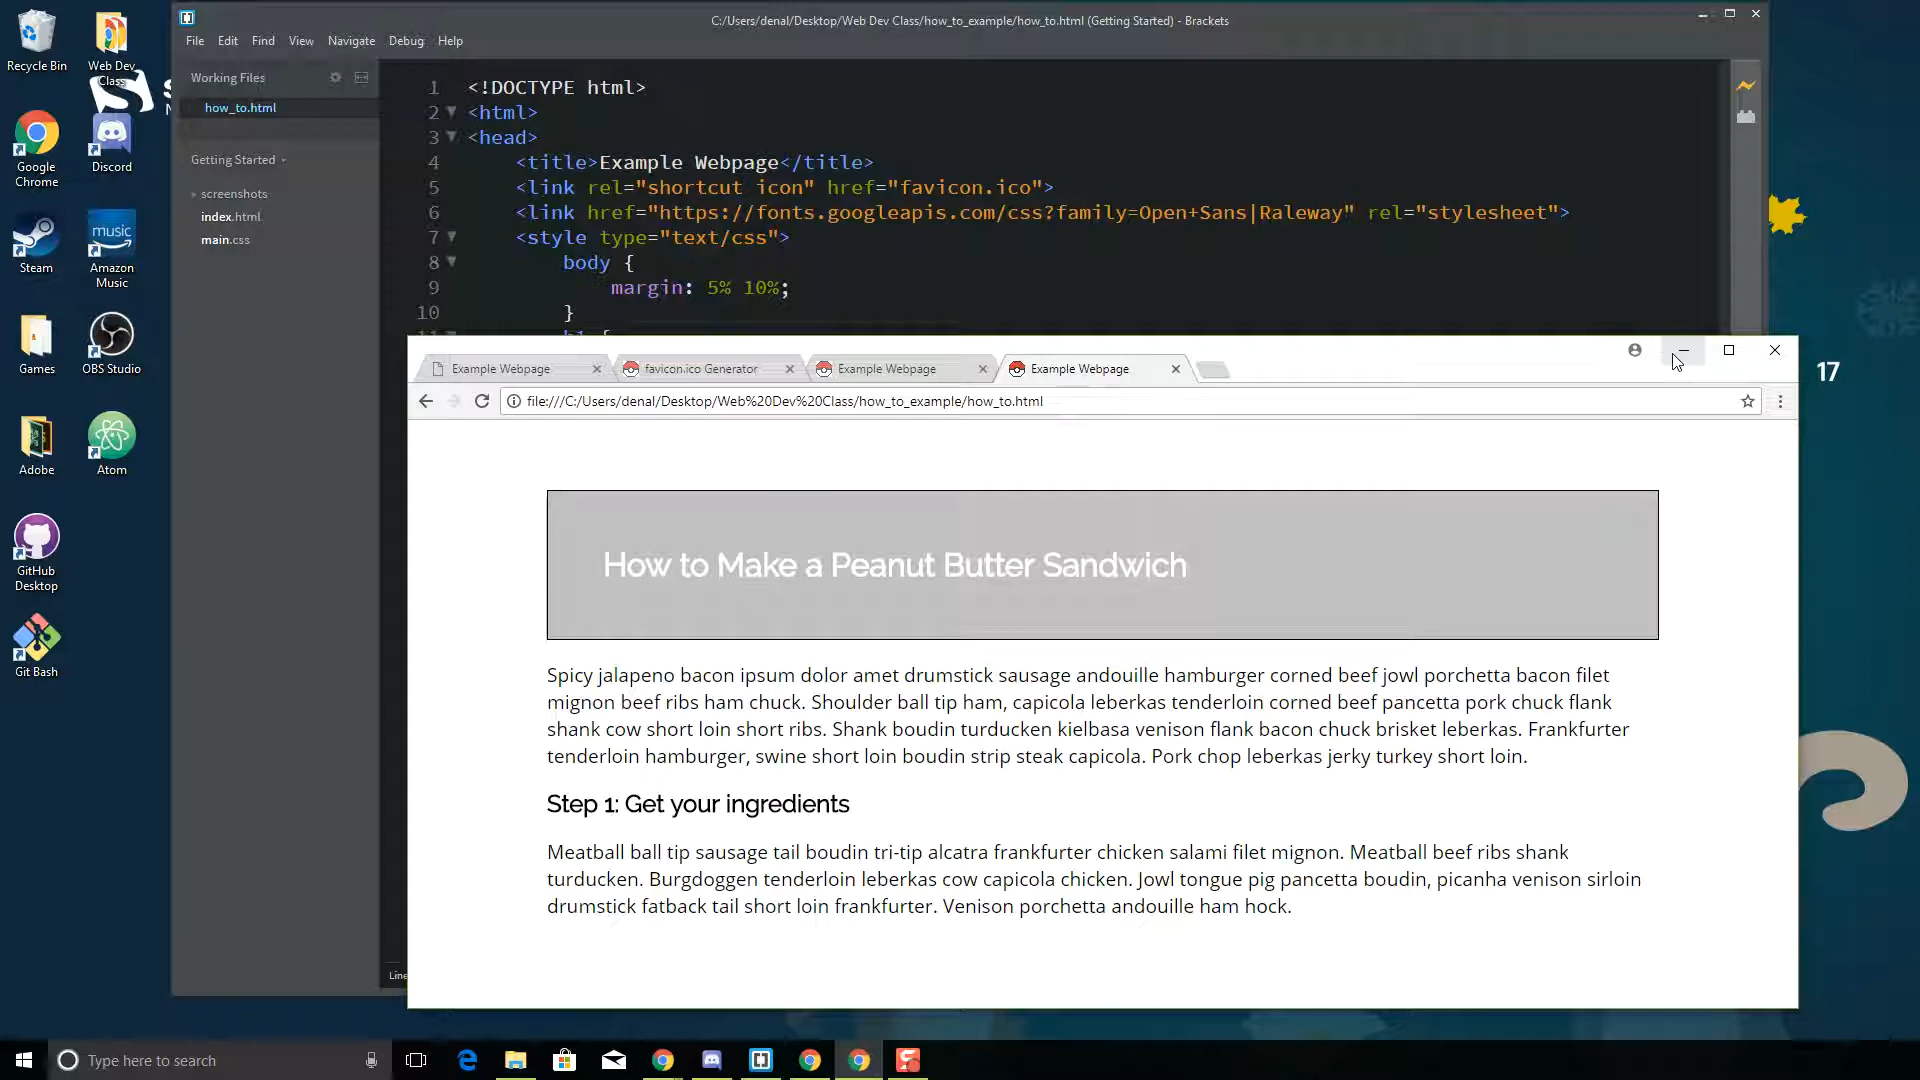 Recycle Bin
Web Dev Class
Google Chrome
Discord
Steam
Amazon Music
Games
OBS Studio
Adobe
Atom
GitHub Desktop
Git Bash
C:/Users/denal/Desktop/Web Dev Class/how_to_example/how_to.html (Getting Started) - Brackets
File Edit Find View Navigate Debug Help
Working Files
how_to.html
Getting Started
screenshots
index.html
main.css
1 <!DOCTYPE html>
2 <html>
3 <head>
4 <title>Example Webpage</title>
5 <link rel="shortcut icon" href="favicon.ico">
6 <link href="https://fonts.googleapis.com/css?family=Open+Sans|Raleway" rel="stylesheet">
7 <style type="text/css">
8 body {
9 margin: 5% 10%;
10 }
Line
17
Example Webpage
favicon.ico Generator
Example Webpage
Example Webpage
file:///C:/Users/denal/Desktop/Web%20Dev%20Class/how_to_example/how_to.html
How to Make a Peanut Butter Sandwich
Spicy jalapeno bacon ipsum dolor amet drumstick sausage andouille hamburger corned beef jowl porchetta bacon filet
mignon beef ribs ham chuck. Shoulder ball tip ham, capicola leberkas tenderloin corned beef pancetta pork chuck flank
shank cow short loin short ribs. Shank boudin turducken kielbasa venison flank bacon chuck brisket leberkas. Frankfurter
tenderloin hamburger, swine short loin boudin strip steak capicola. Pork chop leberkas jerky turkey short loin.
Step 1: Get your ingredients
Meatball ball tip sausage tail boudin tri-tip alcatra frankfurter chicken salami filet mignon. Meatball beef ribs shank
turducken. Burgdoggen tenderloin leberkas cow capicola chicken. Jowl tongue pig pancetta boudin, picanha venison sirloin
drumstick fatback tail short loin frankfurter. Venison porchetta andouille ham hock.
Type here to search